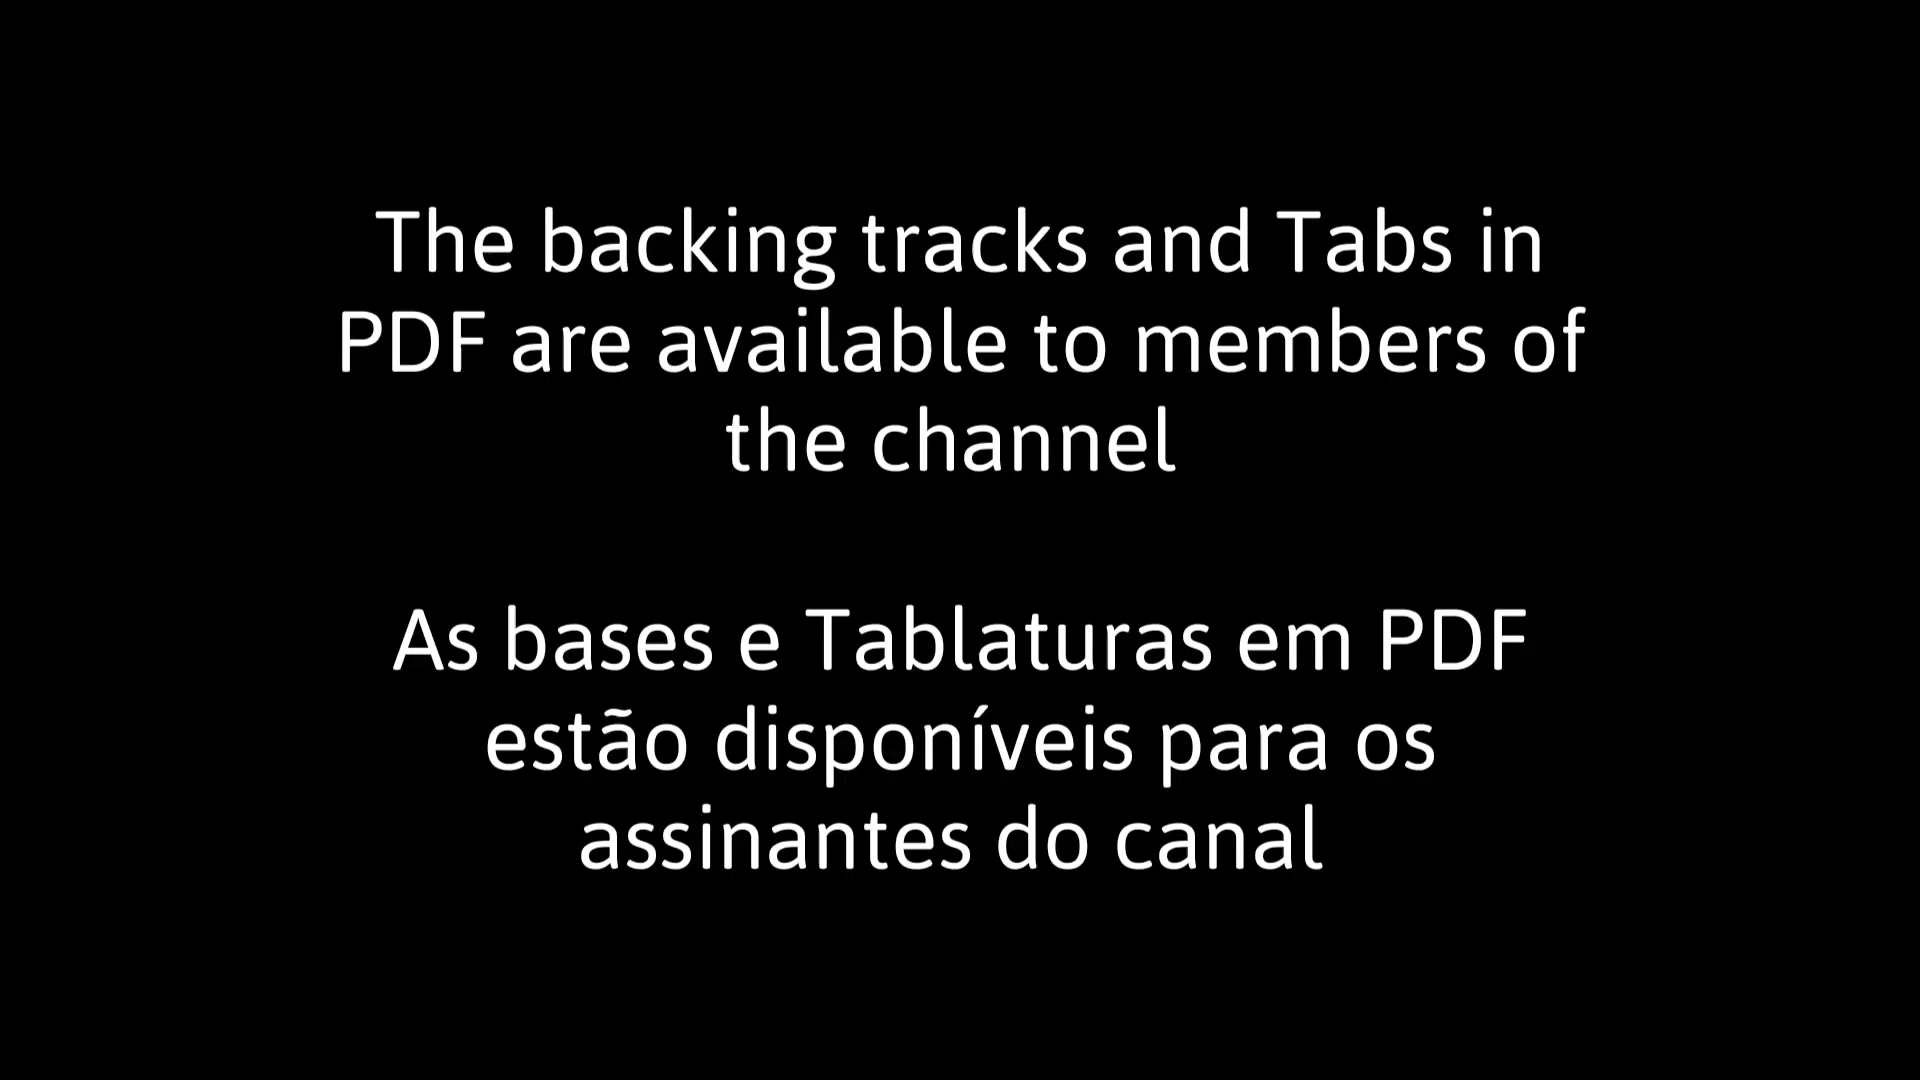 The backing tracks and Tabs in
PDF are available to members of
the channel
As bases e Tablaturas em PDF
estão disponíveis para os
assinantes do canal